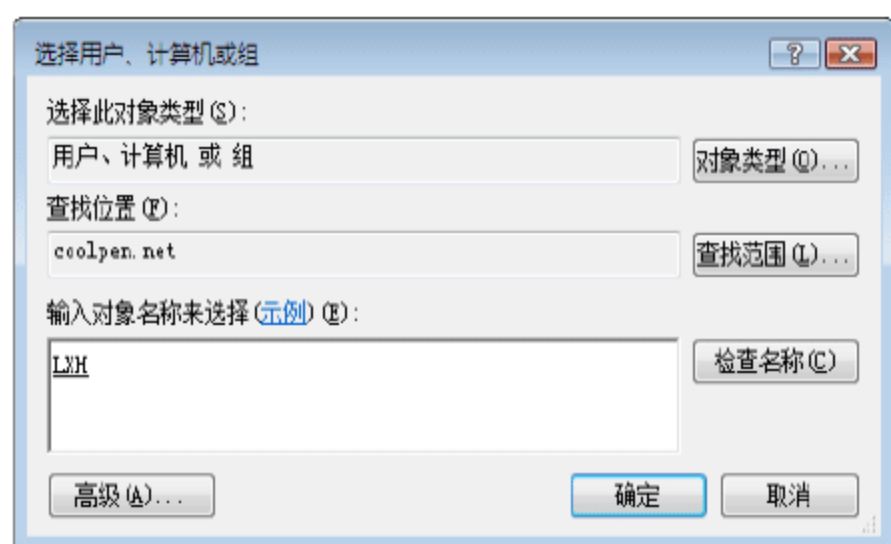 选择用户、计算机或组
选择此对象类型(S):
用户、计算机 或 组
对象类型(O)...
查找位置(F):
coolpen.net
查找范围(L)...
输入对象名称来选择(示例)(E):
LXH
检查名称(C)
高级(A)...
确定
取消